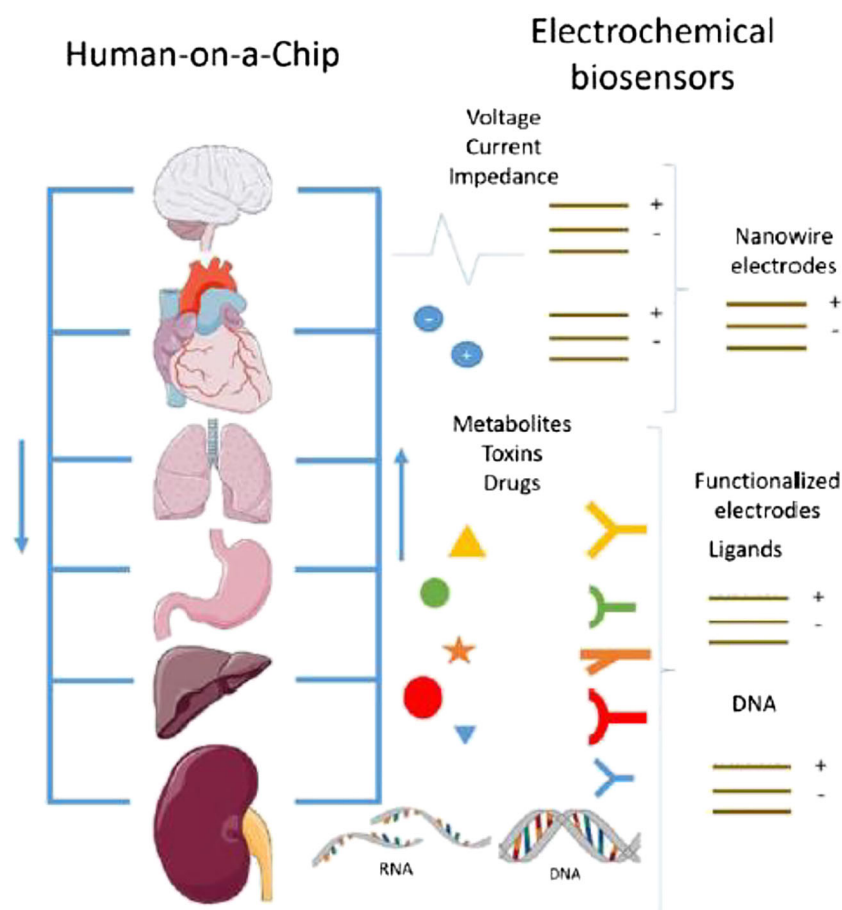 Human-on-a-Chip
Electrochemical
biosensors
Voltage
Current
Impedance
+
-
Nanowire
electrodes
+
-
-
+
+
-
Metabolites
Toxins
Drugs
Functionalized
electrodes
Ligands
+
-
DNA
+
-
RNA
DNA